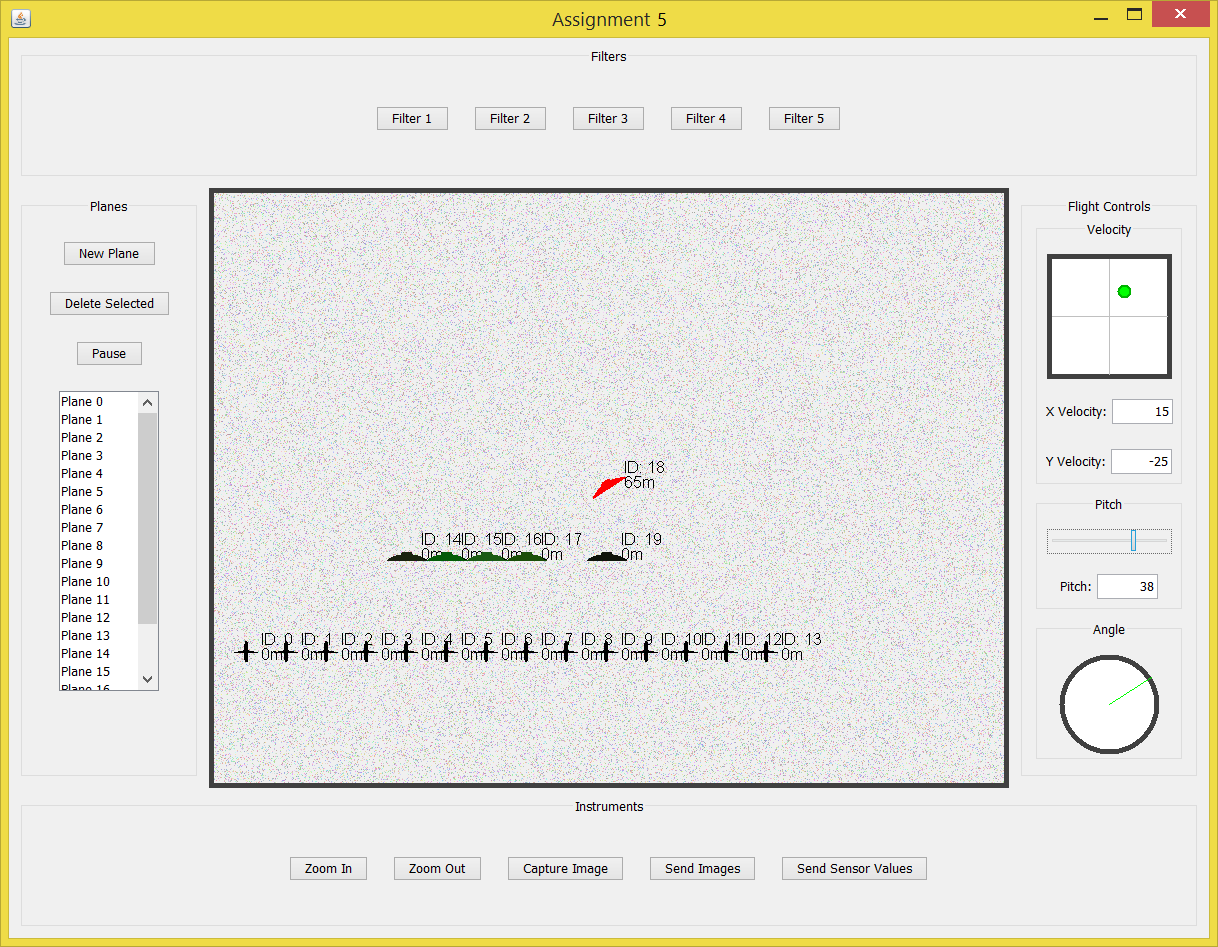 Assignment 5
Filters
Filter 1 Filter 2 Filter 3 Filter 4 Filter 5
Planes
New Plane
Delete Selected
Pause
Plane 0
Plane 1
Plane 2
Plane 3
Plane 4
Plane 5
Plane 6
Plane 7
Plane 8
Plane 9
Plane 10
Plane 11
Plane 12
Plane 13
Plane 14
Plane 15
Plane 16
ID: 18
65m
ID: 14 ID: 15 ID: 16 ID: 17 ID: 19
0m 0m 0m 0m 0m
ID: 0 ID: 1 ID: 2 ID: 3 ID: 4 ID: 5 ID: 6 ID: 7 ID: 8 ID: 9 ID: 10 ID: 11 ID: 12 ID: 13
0m 0m 0m 0m 0m 0m 0m 0m 0m 0m 0m 0m 0m 0m
Flight Controls
Velocity
X Velocity: 15
Y Velocity: -25
Pitch
Pitch: 38
Angle
Instruments
Zoom In Zoom Out Capture Image Send Images Send Sensor Values